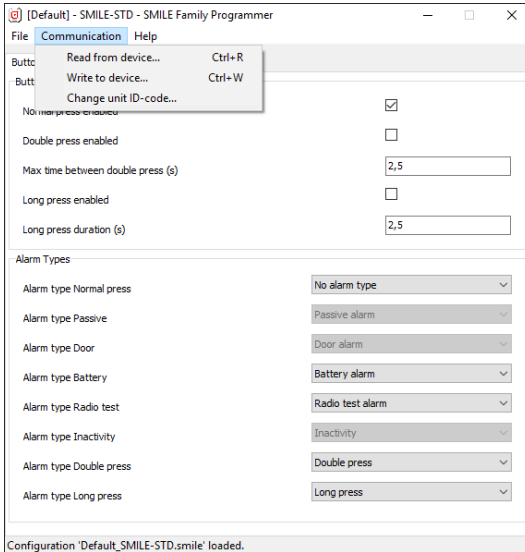 [Default] - SMILE-STD - SMILE Family Programmer
File Communication Help
Read from device... Ctrl+R
Write to device... Ctrl+W
Change unit ID-code...
Normal press enabled
Double press enabled
Max time between double press (s) 2,5
Long press enabled
Long press duration (s) 2,5
Alarm Types
Alarm type Normal press No alarm type
Alarm type Passive Passive alarm
Alarm type Door Door alarm
Alarm type Battery Battery alarm
Alarm type Radio test Radio test alarm
Alarm type Inactivity Inactivity
Alarm type Double press Double press
Alarm type Long press Long press
Configuration 'Default_SMILE-STD.smile' loaded.